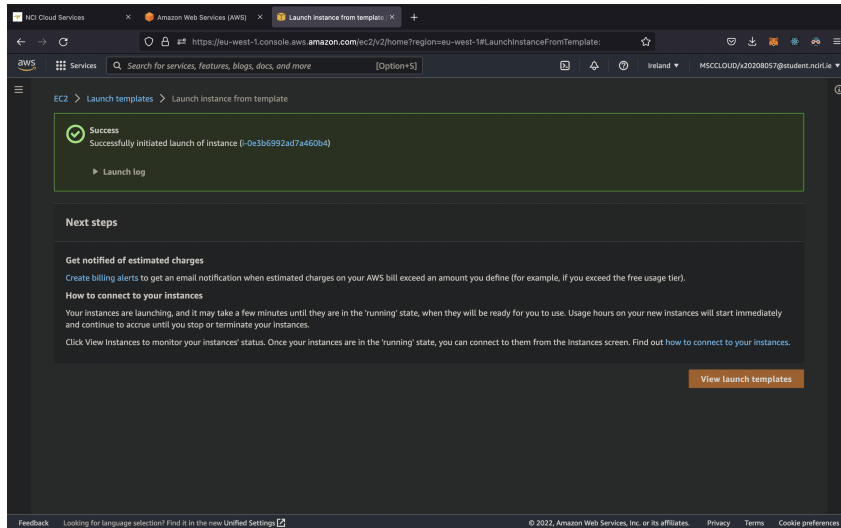 NCI Cloud Services
Amazon Web Services (AWS)
Launch instance from template
https://eu-west-1.console.aws.amazon.com/ec2/v2/home?region=eu-west-1#LaunchInstanceFromTemplate:
aws
Services
Search for services, features, blogs, docs, and more
[Option+S]
Ireland
MSCCLOUD/x20208057@student.ncirl.ie
EC2 > Launch templates > Launch instance from template
Success
Successfully initiated launch of instance (i-0e3b6992ad7a460b4)
Launch log
Next steps
Get notified of estimated charges
Create billing alerts to get an email notification when estimated charges on your AWS bill exceed an amount you define (for example, if you exceed the free usage tier).
How to connect to your instances
Your instances are launching, and it may take a few minutes until they are in the 'running' state, when they will be ready for you to use. Usage hours on your new instances will start immediately
and continue to accrue until you stop or terminate your instances.
Click View Instances to monitor your instances' status. Once your instances are in the 'running' state, you can connect to them from the Instances screen. Find out how to connect to your instances.
View launch templates
Feedback
Looking for language selection? Find it in the new Unified Settings
© 2022, Amazon Web Services, Inc. or its affiliates.
Privacy
Terms
Cookie preferences